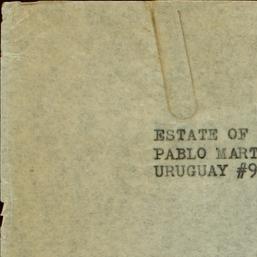 ESTATE OF
PABLO MART
URUGUAY #9